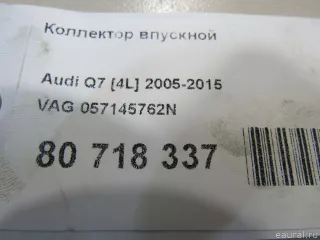 Коллектор впускной
Audi Q7 [4L] 2005-2015
VAG 057145762N
80 718 337
eaural.ru